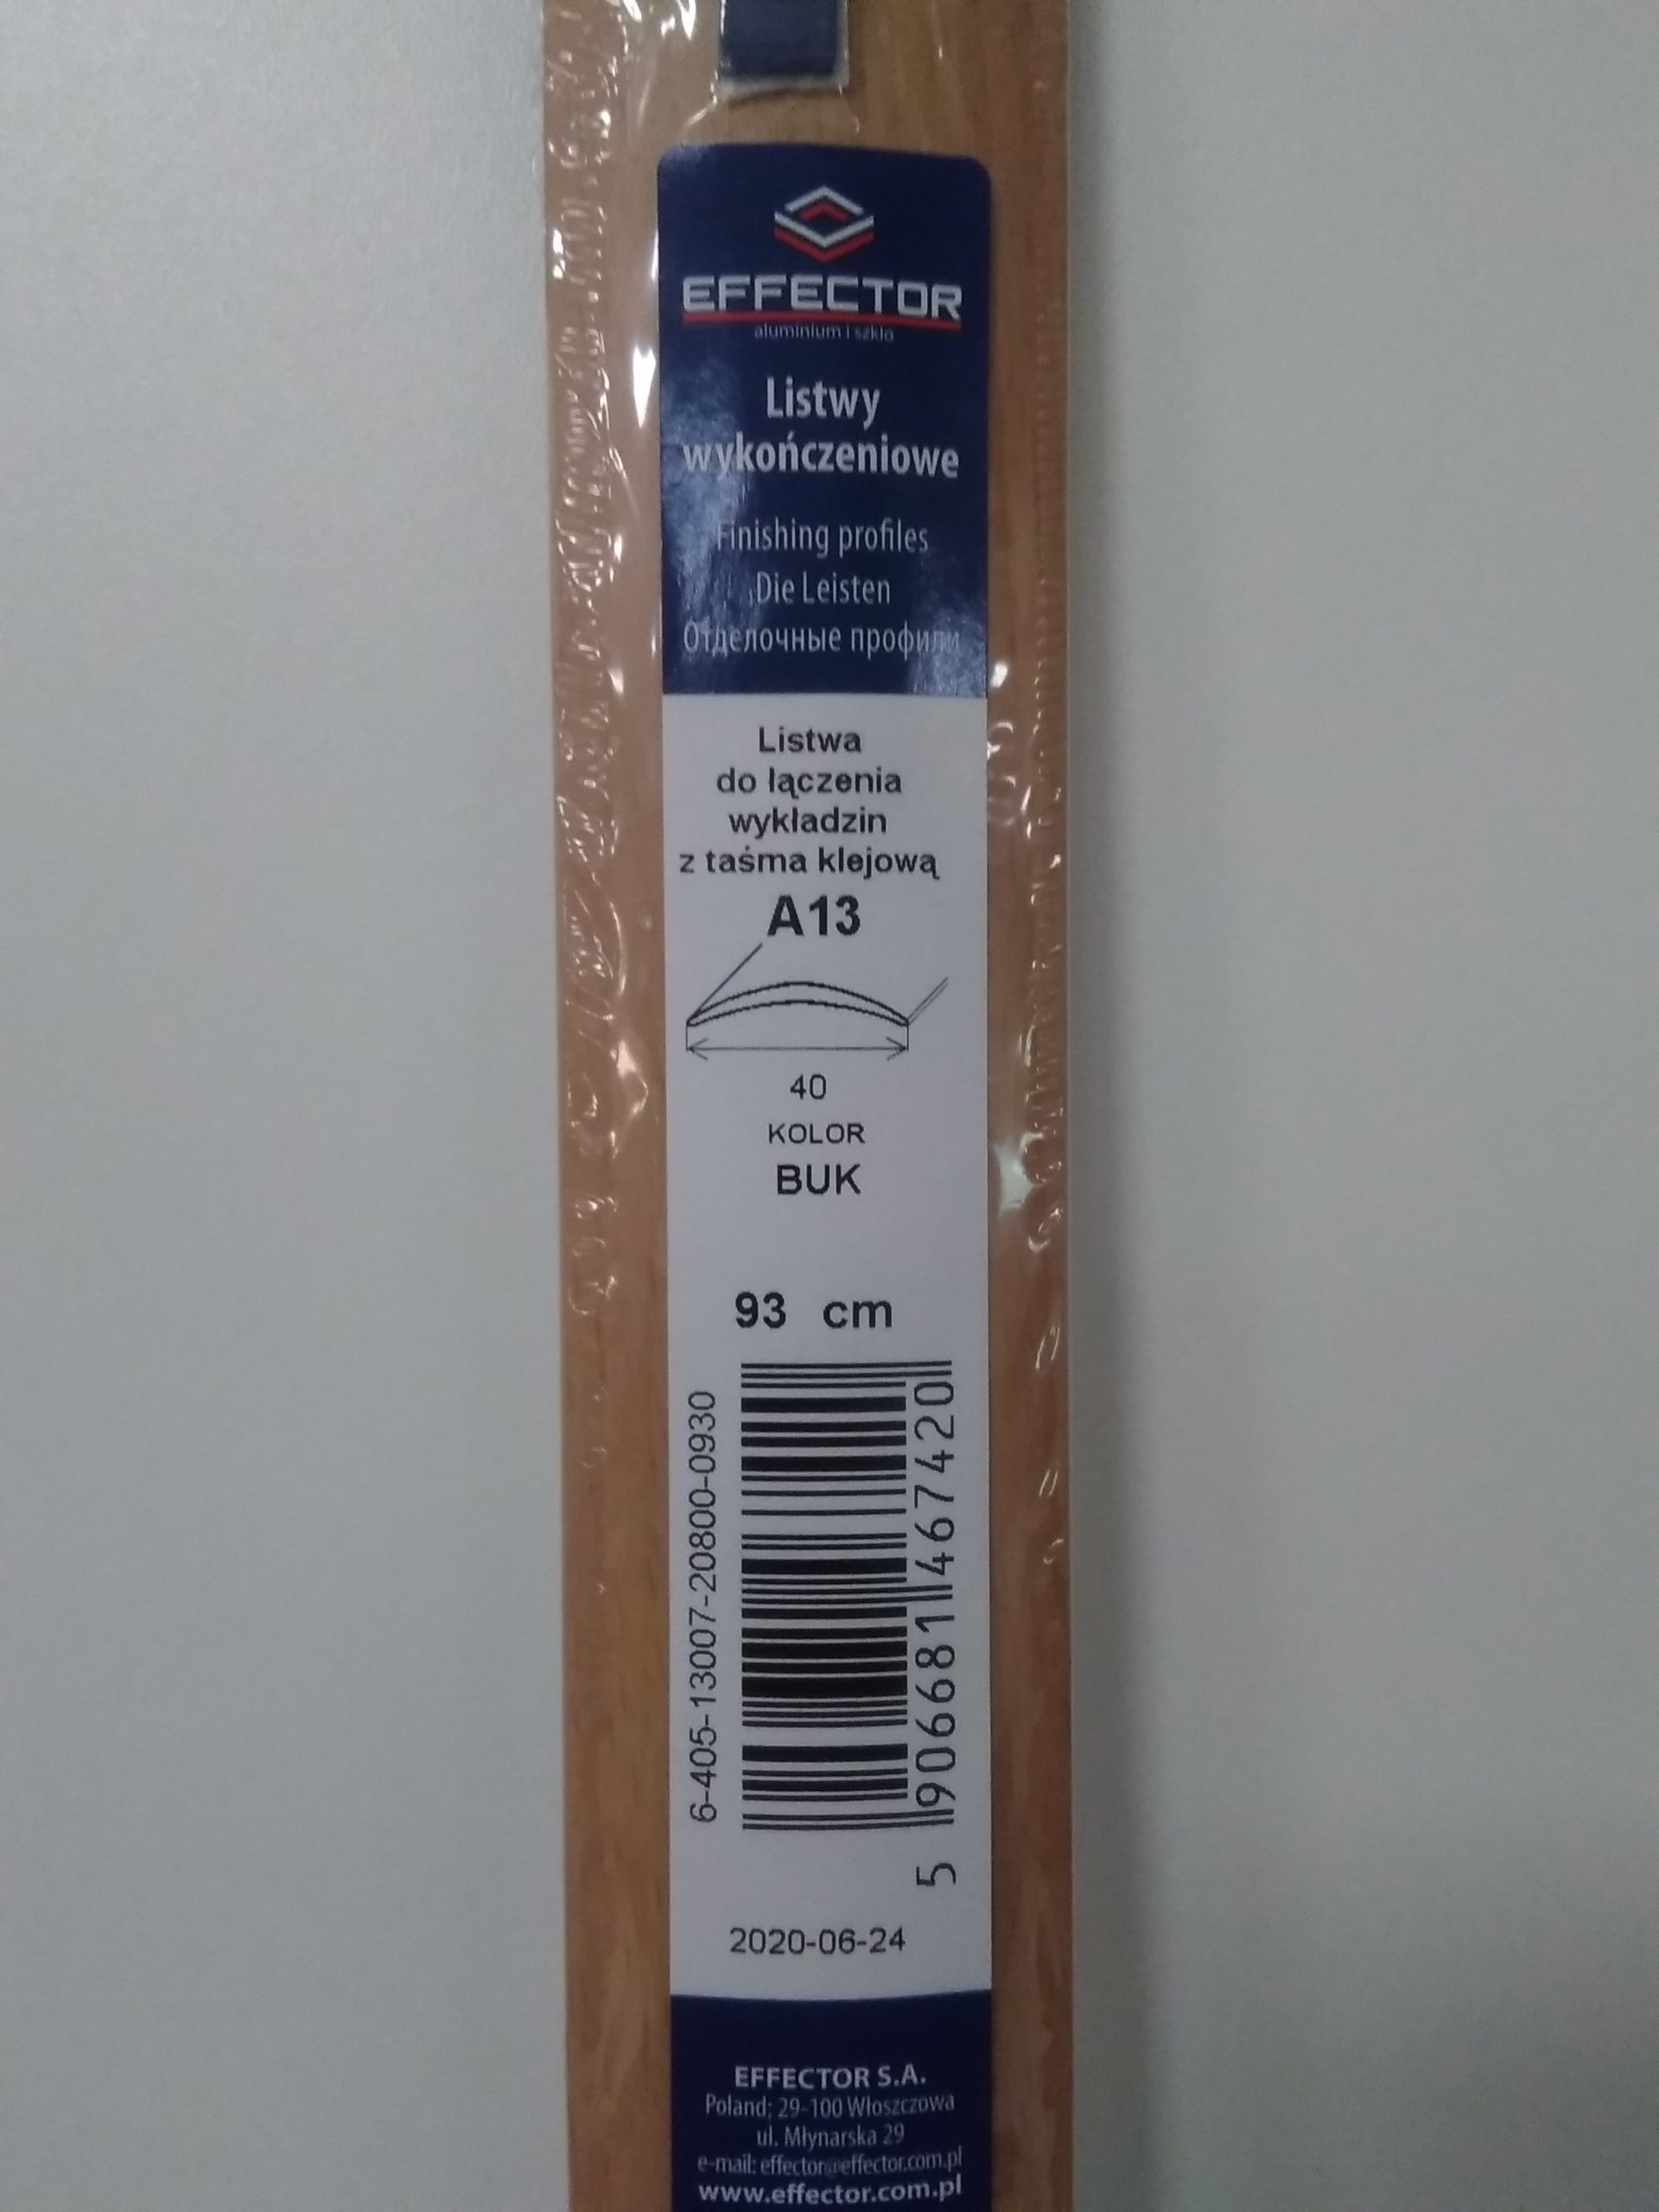 EFFECTOR
aluminium i szkło
Listwy
wykończeniowe
Finishing profiles
Die Leisten
Отделочные профили
Listwa
do łączenia
wykładzin
z taśma klejową
A13
40
KOLOR
BUK
93 cm
6-405-13007-20800-0930
5 906681 467420
2020-06-24
EFFECTOR S.A.
Poland; 29-100 Włoszczowa
ul. Młynarska 29
e-mail: effector@effector.com.pl
www.effector.com.pl